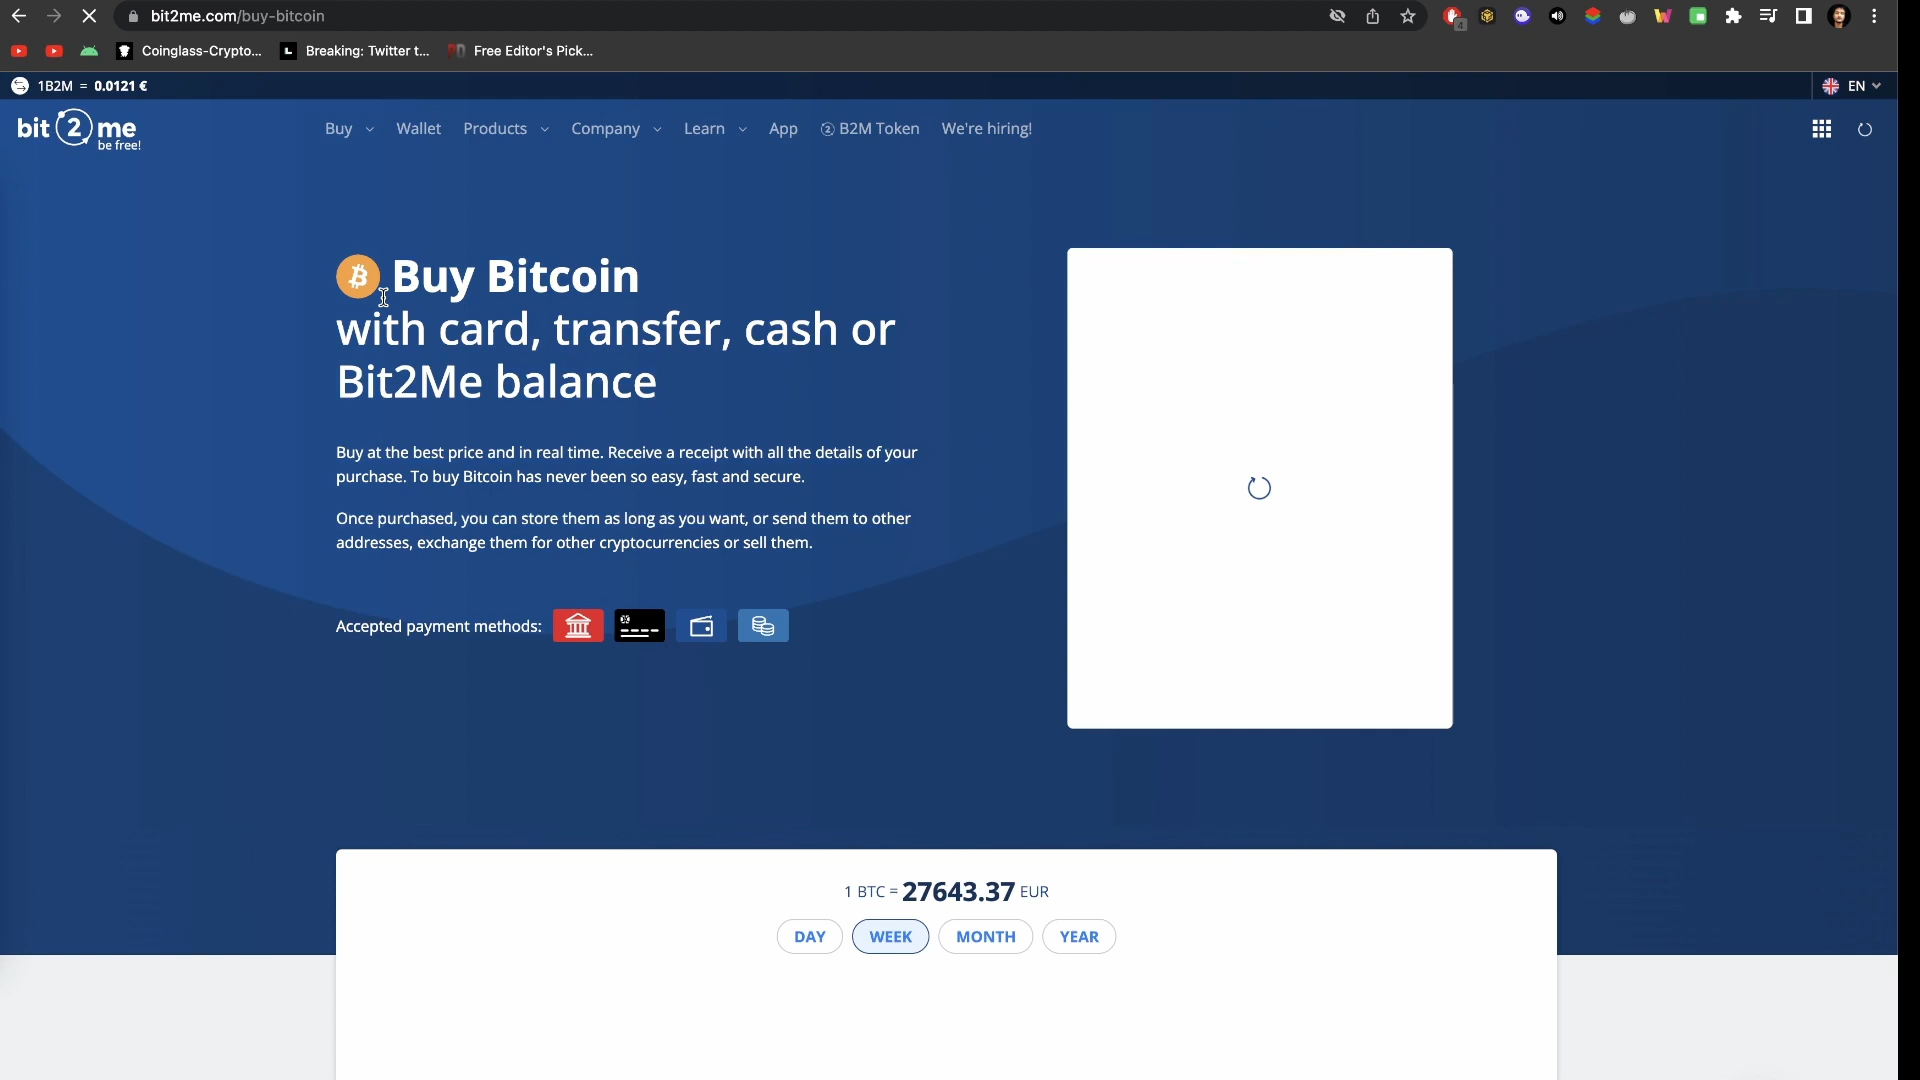 bit2me.com/buy-bitcoin
4
Coinglass-Crypto...
Breaking: Twitter t...
Free Editor's Pick...
1B2M = 0.0121 €
EN
bit 2 me
be free!
Buy
Wallet
Products
Company
Learn
App
B2M Token
We're hiring!
Buy Bitcoin
with card, transfer, cash or
Bit2Me balance
Buy at the best price and in real time. Receive a receipt with all the details of your
purchase. To buy Bitcoin has never been so easy, fast and secure.
Once purchased, you can store them as long as you want, or send them to other
addresses, exchange them for other cryptocurrencies or sell them.
Accepted payment methods:
1 BTC = 27643.37 EUR
DAY
WEEK
MONTH
YEAR